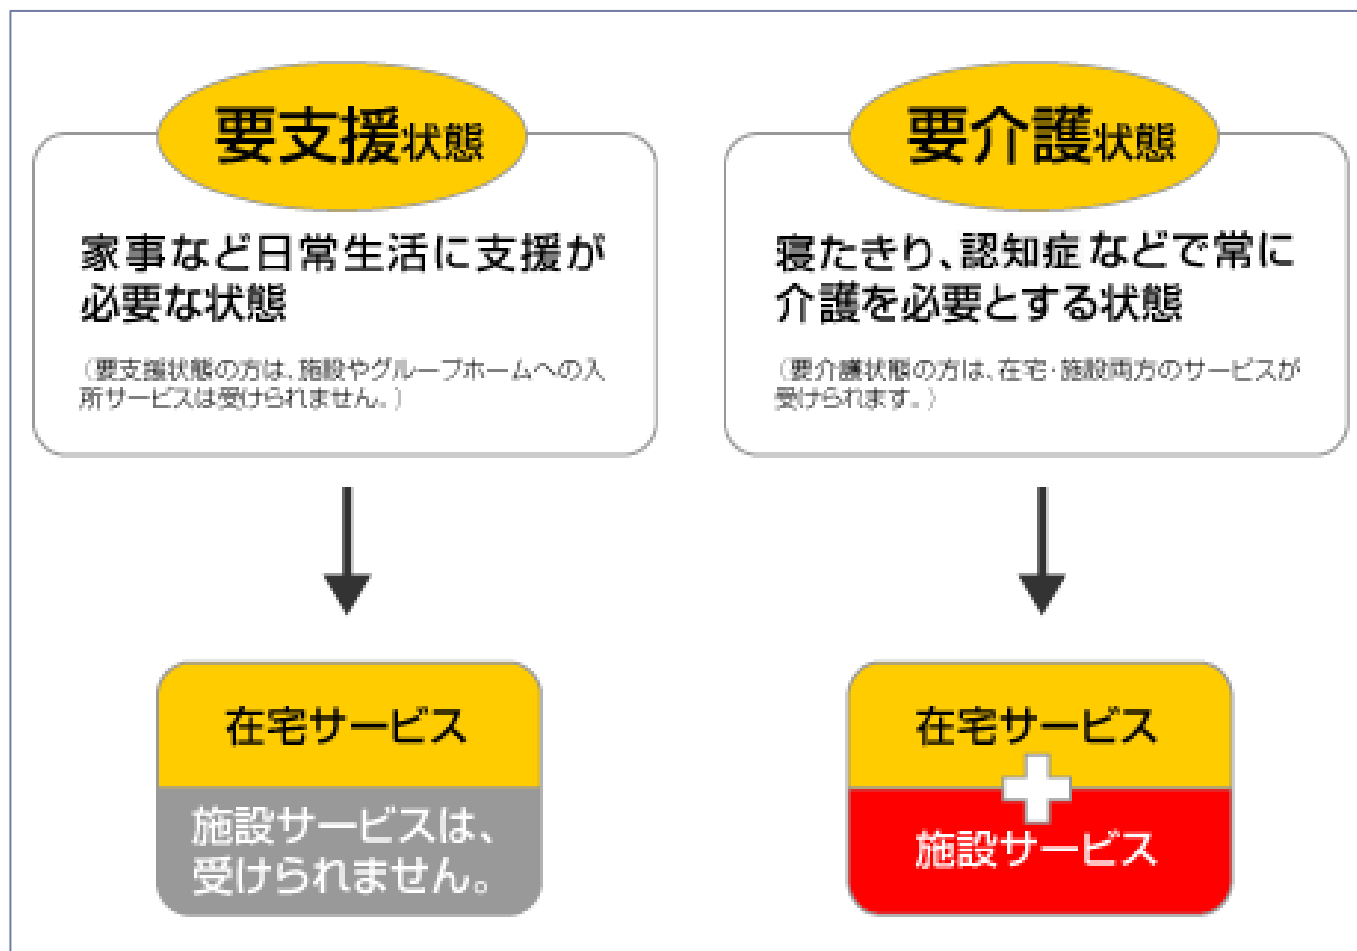 要支援状態
家事など日常生活に支援が
必要な状態
（要支援状態の方は、施設やグループホームへの入
所サービスは受けられません。）
在宅サービス
施設サービスは、
受けられません。
要介護状態
寝たきり、認知症などで常に
介護を必要とする状態
（要介護状態の方は、在宅・施設両方のサービスが
受けられます。）
在宅サービス
施設サービス